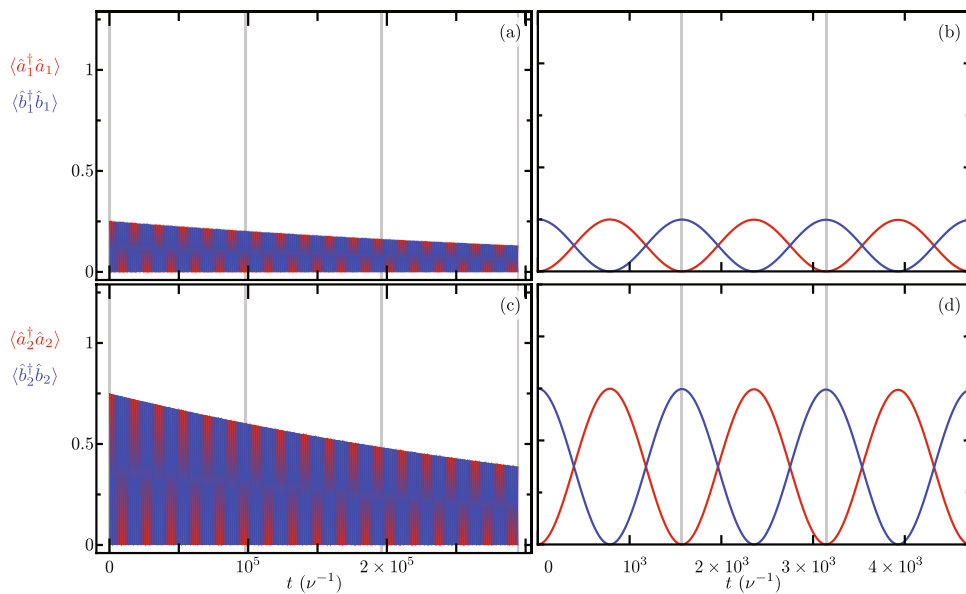 (a)
(b)
1
0.5
0
⟨â₁†â₁⟩
⟨b̂₁†b̂₁⟩
(c)
(d)
1
0.5
0
⟨â₂†â₂⟩
⟨b̂₂†b̂₂⟩
0 10⁵ 2 × 10⁵
t (ν⁻¹)
0 10³ 2 × 10³ 3 × 10³ 4 × 10³
t (ν⁻¹)